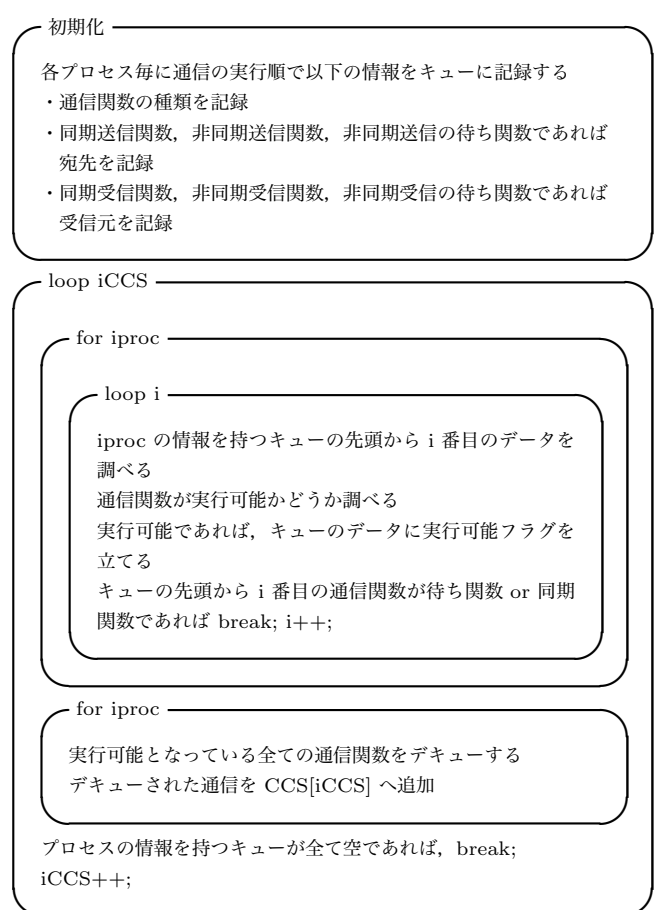 初期化
各プロセス毎に通信の実行順で以下の情報をキューに記録する
・通信関数の種類を記録
・同期送信関数，非同期送信関数，非同期送信の待ち関数であれば
宛先を記録
・同期受信関数，非同期受信関数，非同期受信の待ち関数であれば
受信元を記録
loop iCCS
for iproc
loop i
iproc の情報を持つキューの先頭から i 番目のデータを
調べる
通信関数が実行可能かどうか調べる
実行可能であれば，キューのデータに実行可能フラグを
立てる
キューの先頭から i 番目の通信関数が待ち関数 or 同期
関数であれば break; i++;
for iproc
実行可能となっている全ての通信関数をデキューする
デキューされた通信を CCS[iCCS] へ追加
プロセスの情報を持つキューが全て空であれば，break;
iCCS++;